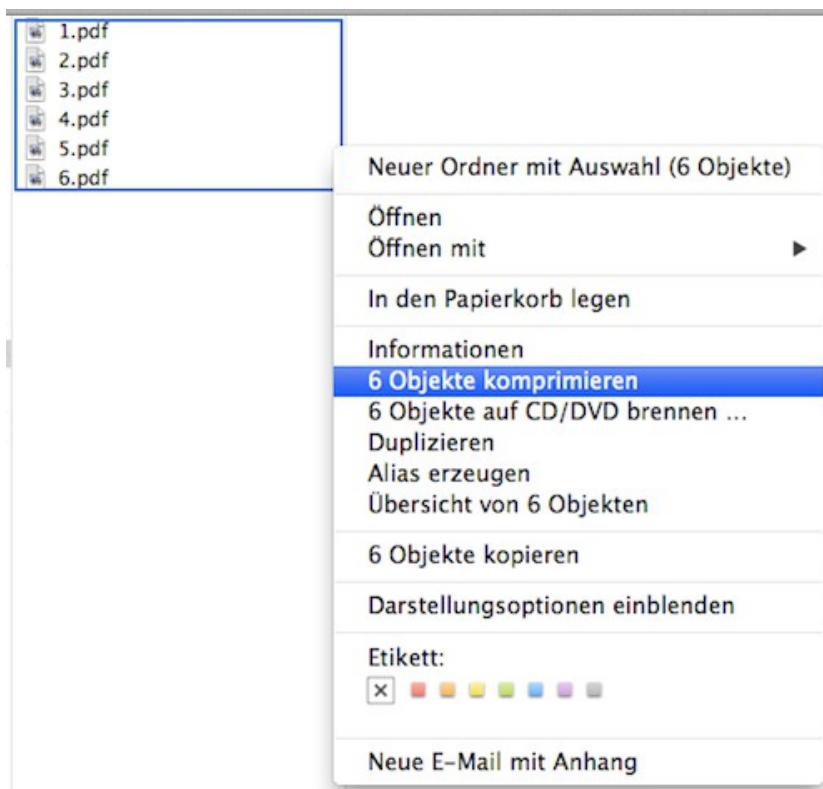 1.pdf
2.pdf
3.pdf
4.pdf
5.pdf
6.pdf
Neuer Ordner mit Auswahl (6 Objekte)
Öffnen
Öffnen mit
In den Papierkorb legen
Informationen
6 Objekte komprimieren
6 Objekte auf CD/DVD brennen ...
Duplizieren
Alias erzeugen
Übersicht von 6 Objekten
6 Objekte kopieren
Darstellungsoptionen einblenden
Etikett:
Neue E-Mail mit Anhang